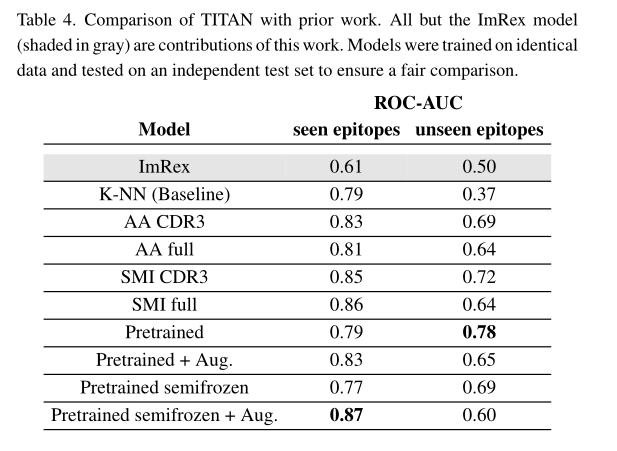 Table 4. Comparison of TITAN with prior work. All but the ImRex model
(shaded in gray) are contributions of this work. Models were trained on identical
data and tested on an independent test set to ensure a fair comparison.
ROC-AUC
Model seen epitopes unseen epitopes
ImRex 0.61 0.50
K-NN (Baseline) 0.79 0.37
AA CDR3 0.83 0.69
AA full 0.81 0.64
SMI CDR3 0.85 0.72
SMI full 0.86 0.64
Pretrained 0.79 0.78
Pretrained + Aug. 0.83 0.65
Pretrained semifrozen 0.77 0.69
Pretrained semifrozen + Aug. 0.87 0.60